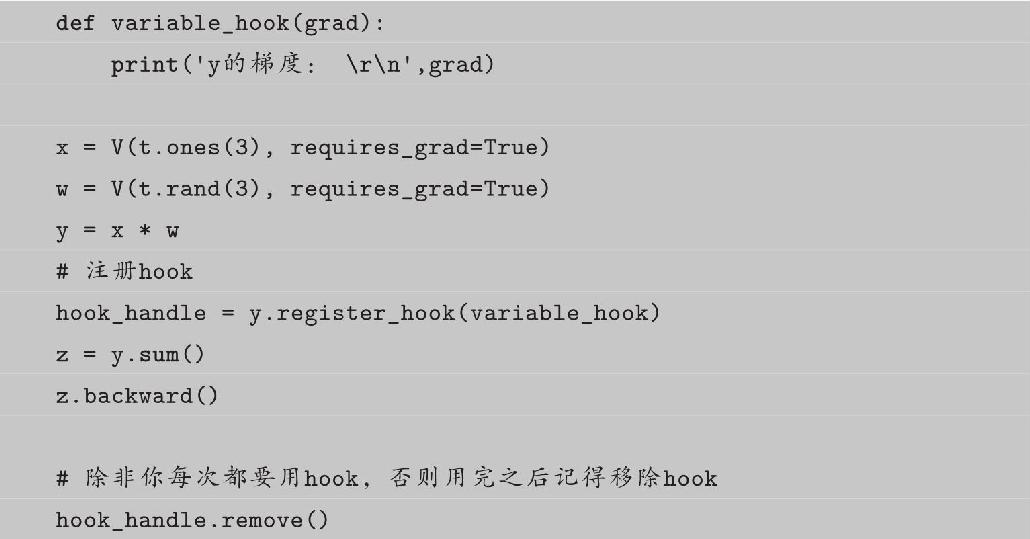 def variable_hook(grad):
    print('y的梯度： \r\n',grad)
x = V(t.ones(3), requires_grad=True)
w = V(t.rand(3), requires_grad=True)
y = x * w
# 注册hook
hook_handle = y.register_hook(variable_hook)
z = y.sum()
z.backward()
# 除非你每次都要用hook，否则用完之后记得移除hook
hook_handle.remove()